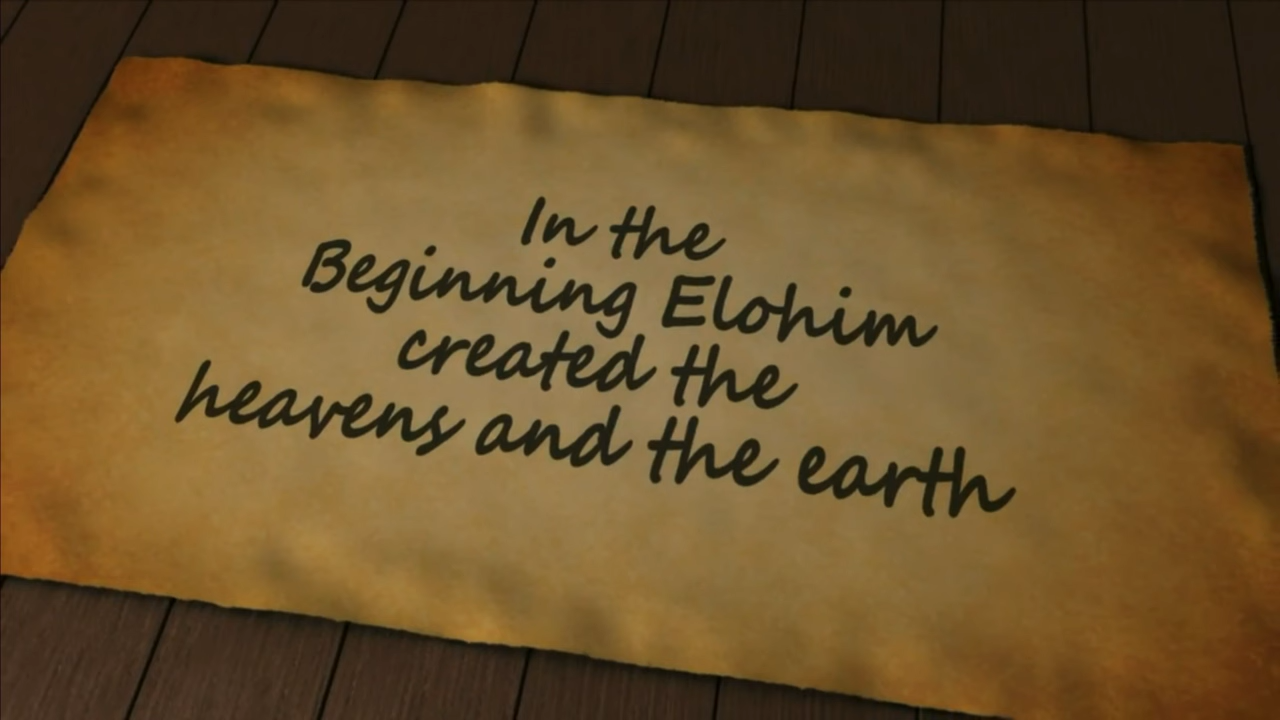 In the
Beginning Elohim
created the
heavens and the earth